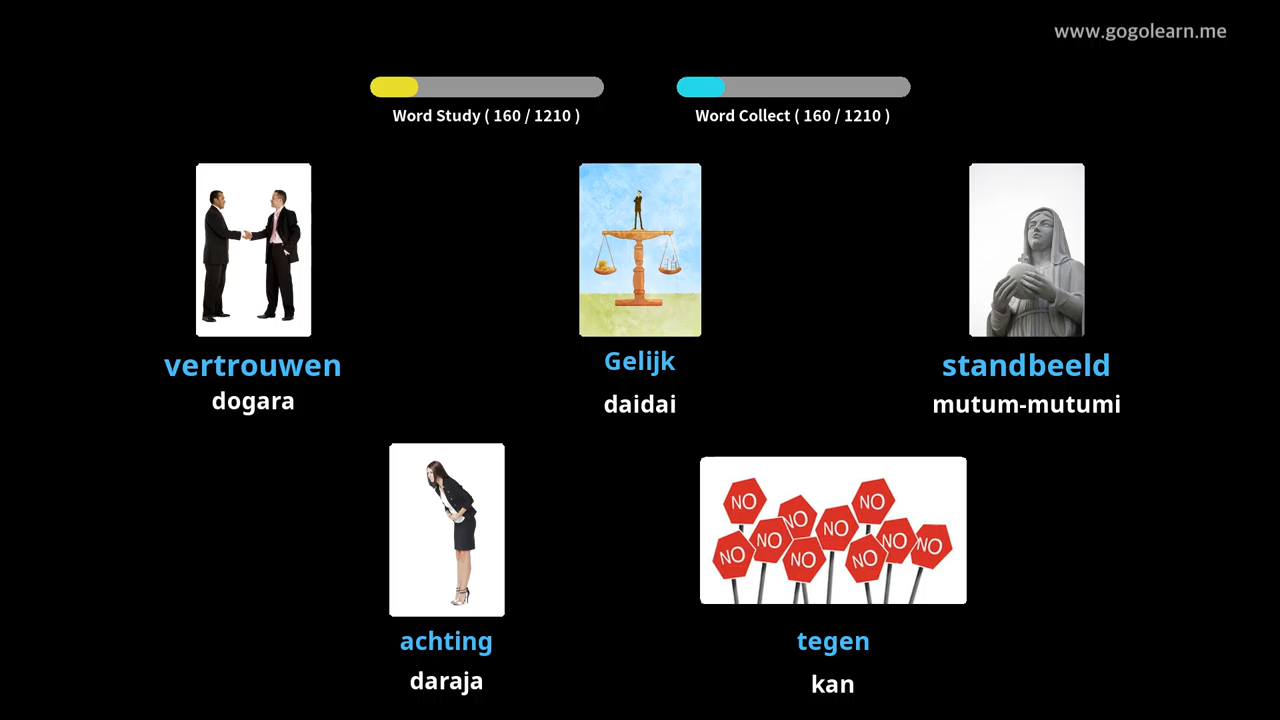 www.gogolearn.me
Word Study ( 160 / 1210 )
Word Collect ( 160 / 1210 )
vertrouwen
dogara
Gelijk
daidai
standbeeld
mutum-mutumi
NO
NO
NO
NO
NO
NO
NO
NO
NO
NO
achting
daraja
tegen
kan